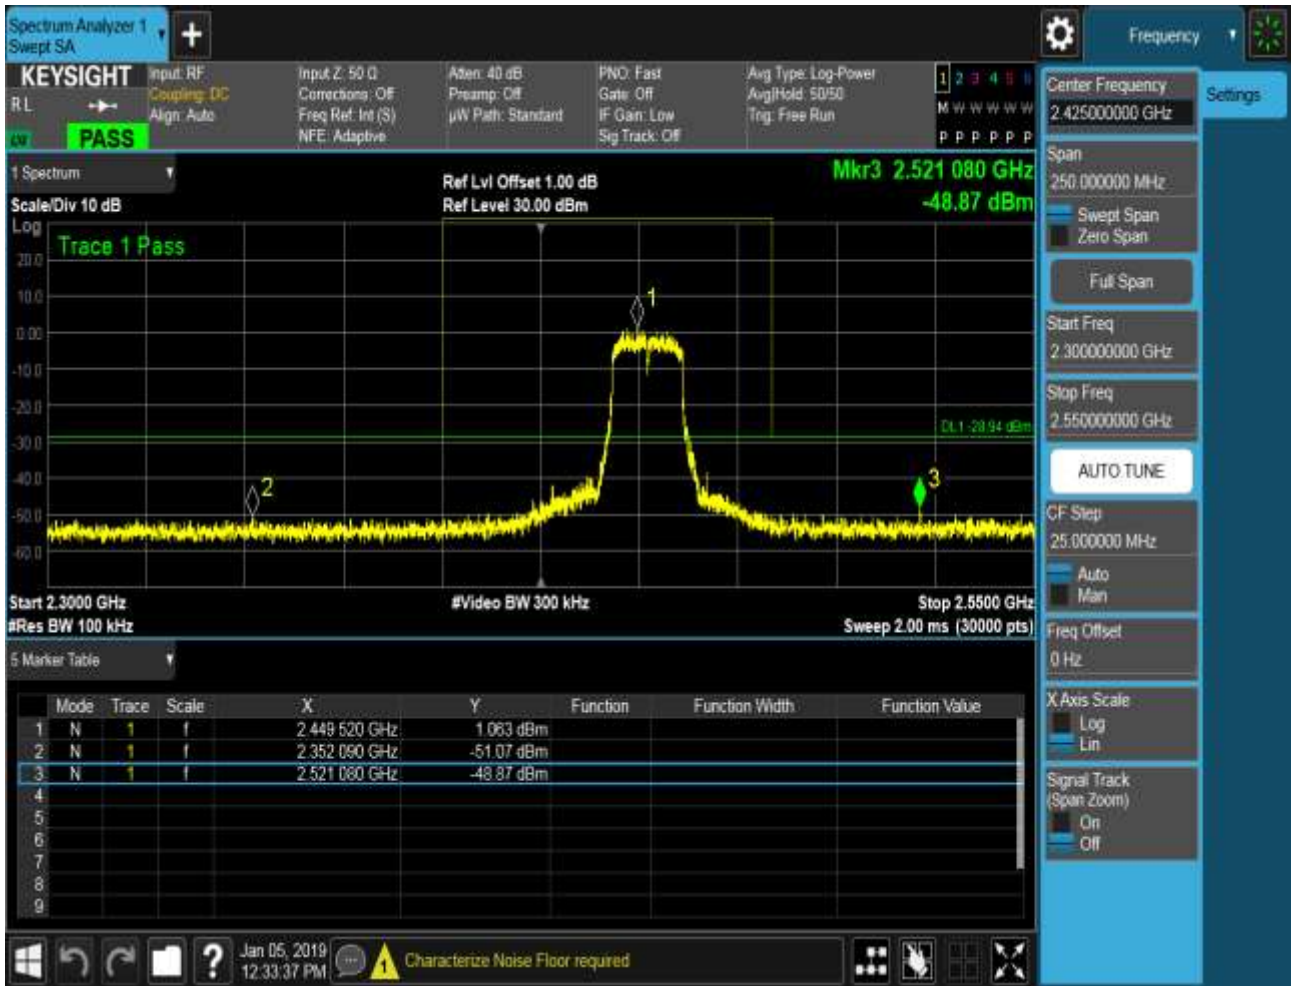 Spectrum Analyzer 1
Swept SA
Frequency
KEYSIGHT
R L
PASS
Input: RF
Coupling: DC
Align: Auto
Input Z: 50 Ω
Corrections: Off
Freq Ref: Int (S)
NFE: Adaptive
Atten: 40 dB
Preamp: Off
µW Path: Standard
PNO: Fast
Gate: Off
IF Gain: Low
Sig Track: Off
Avg Type: Log-Power
Avg|Hold: 50/50
Trig: Free Run
1 2 3 4 5 6
M W W W W W
P P P P P P
1 Spectrum
Scale/Div 10 dB
Ref Lvl Offset 1.00 dB
Ref Level 30.00 dBm
Mkr3 2.521 080 GHz
-48.87 dBm
Log
Trace 1 Pass
20.0
10.0
0.00
-10.0
-20.0
-30.0
-40.0
-50.0
-60.0
1
2
3
DL1 -28.94 dBm
Start 2.3000 GHz
#Video BW 300 kHz
Stop 2.5500 GHz
#Res BW 100 kHz
Sweep 2.00 ms (30000 pts)
5 Marker Table
Mode Trace Scale X Y Function Function Width Function Value
1 N 1 f 2.449 520 GHz 1.063 dBm
2 N 1 f 2.352 090 GHz -51.07 dBm
3 N 1 f 2.521 080 GHz -48.87 dBm
4
5
6
7
8
9
Jan 05, 2019
12:33:37 PM
1
Characterize Noise Floor required
Settings
Center Frequency
2.425000000 GHz
Span
250.000000 MHz
Swept Span
Zero Span
Full Span
Start Freq
2.300000000 GHz
Stop Freq
2.550000000 GHz
AUTO TUNE
CF Step
25.000000 MHz
Auto
Man
Freq Offset
0 Hz
X Axis Scale
Log
Lin
Signal Track
(Span Zoom)
On
Off